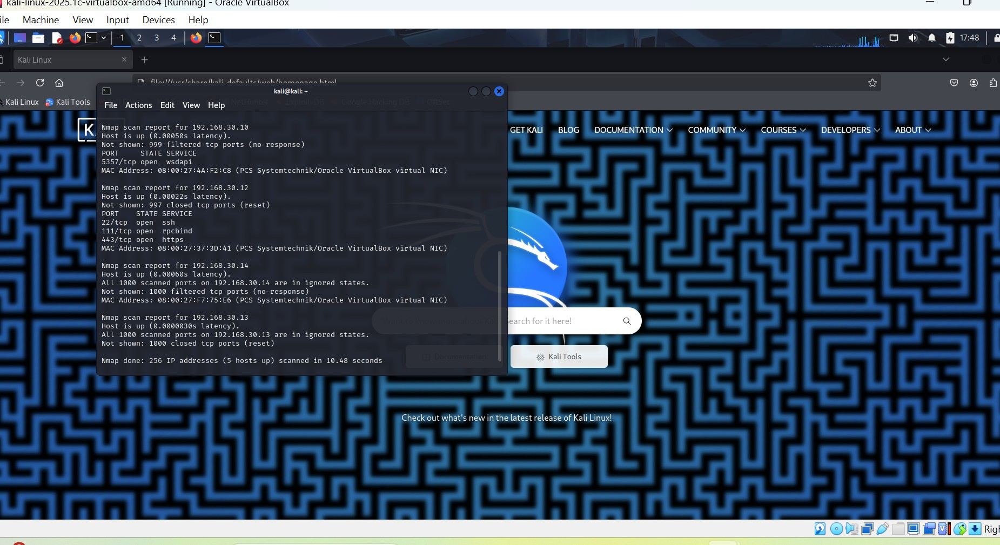 kali-linux-2025.1c-virtualbox-amd64 [Running] - Oracle VirtualBox
ile Machine View Input Devices Help
1 2 3 4 17:48
Kali Linux
file:///usr/share/kali-defaults/web/homepage.html
Kali Linux Kali Tools NetHunter Exploit-DB Google Hacking DB OffSec
kali@kali: ~
File Actions Edit View Help
K
GET KALI BLOG DOCUMENTATION COMMUNITY COURSES DEVELOPERS ABOUT
Nmap scan report for 192.168.30.10
Host is up (0.00050s latency).
Not shown: 999 filtered tcp ports (no-response)
PORT     STATE SERVICE
5357/tcp open  wsdapi
MAC Address: 08:00:27:4A:F2:C8 (PCS Systemtechnik/Oracle VirtualBox virtual NIC)
Nmap scan report for 192.168.30.12
Host is up (0.00022s latency).
Not shown: 997 closed tcp ports (reset)
PORT    STATE SERVICE
22/tcp  open  ssh
111/tcp open  rpcbind
443/tcp open  https
MAC Address: 08:00:27:37:3D:41 (PCS Systemtechnik/Oracle VirtualBox virtual NIC)
Nmap scan report for 192.168.30.14
Host is up (0.00060s latency).
All 1000 scanned ports on 192.168.30.14 are in ignored states.
Not shown: 1000 filtered tcp ports (no-response)
MAC Address: 08:00:27:F7:75:E6 (PCS Systemtechnik/Oracle VirtualBox virtual NIC)
Nmap scan report for 192.168.30.13
Host is up (0.0000030s latency).
All 1000 scanned ports on 192.168.30.13 are in ignored states.
Not shown: 1000 closed tcp ports (reset)
Nmap done: 256 IP addresses (5 hosts up) scanned in 10.48 seconds
Search for it here!
Documentation
Kali Tools
Check out what's new in the latest release of Kali Linux!
Righ